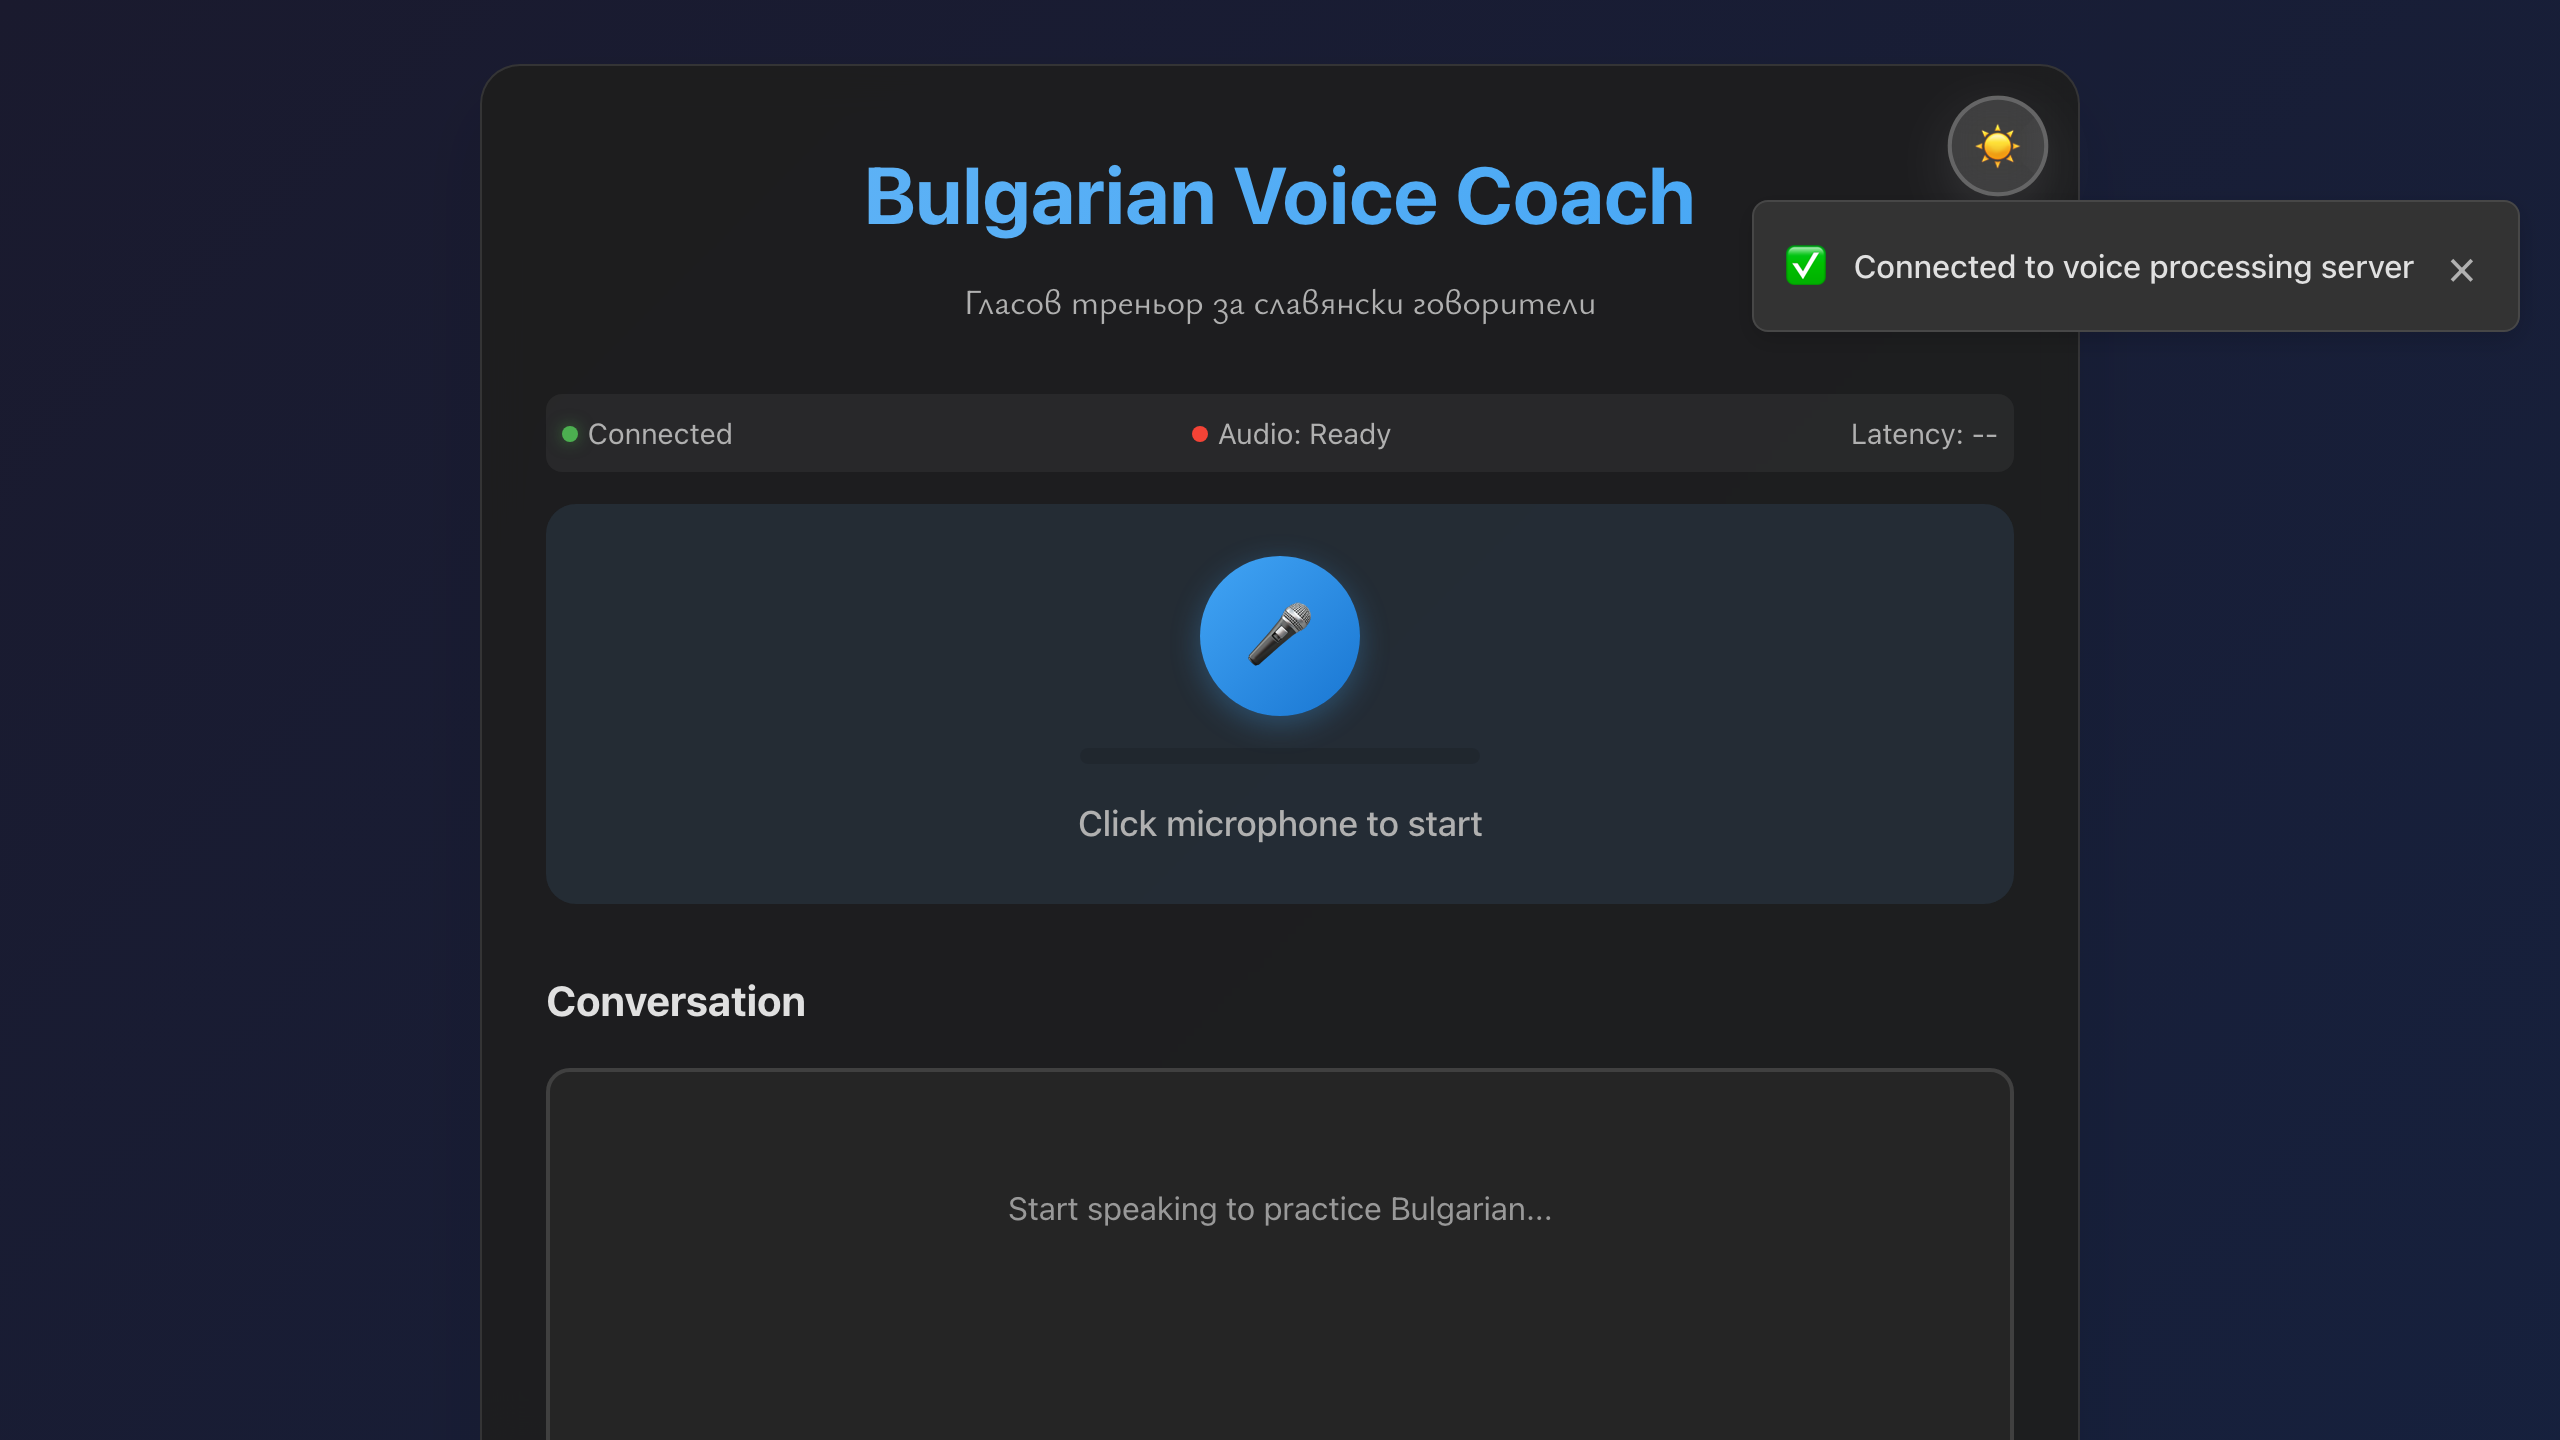 Bulgarian Voice Coach
Гласов треньор за славянски говорители
Connected to voice processing server
Connected
Audio: Ready
Latency: --
Click microphone to start
Conversation
Start speaking to practice Bulgarian...